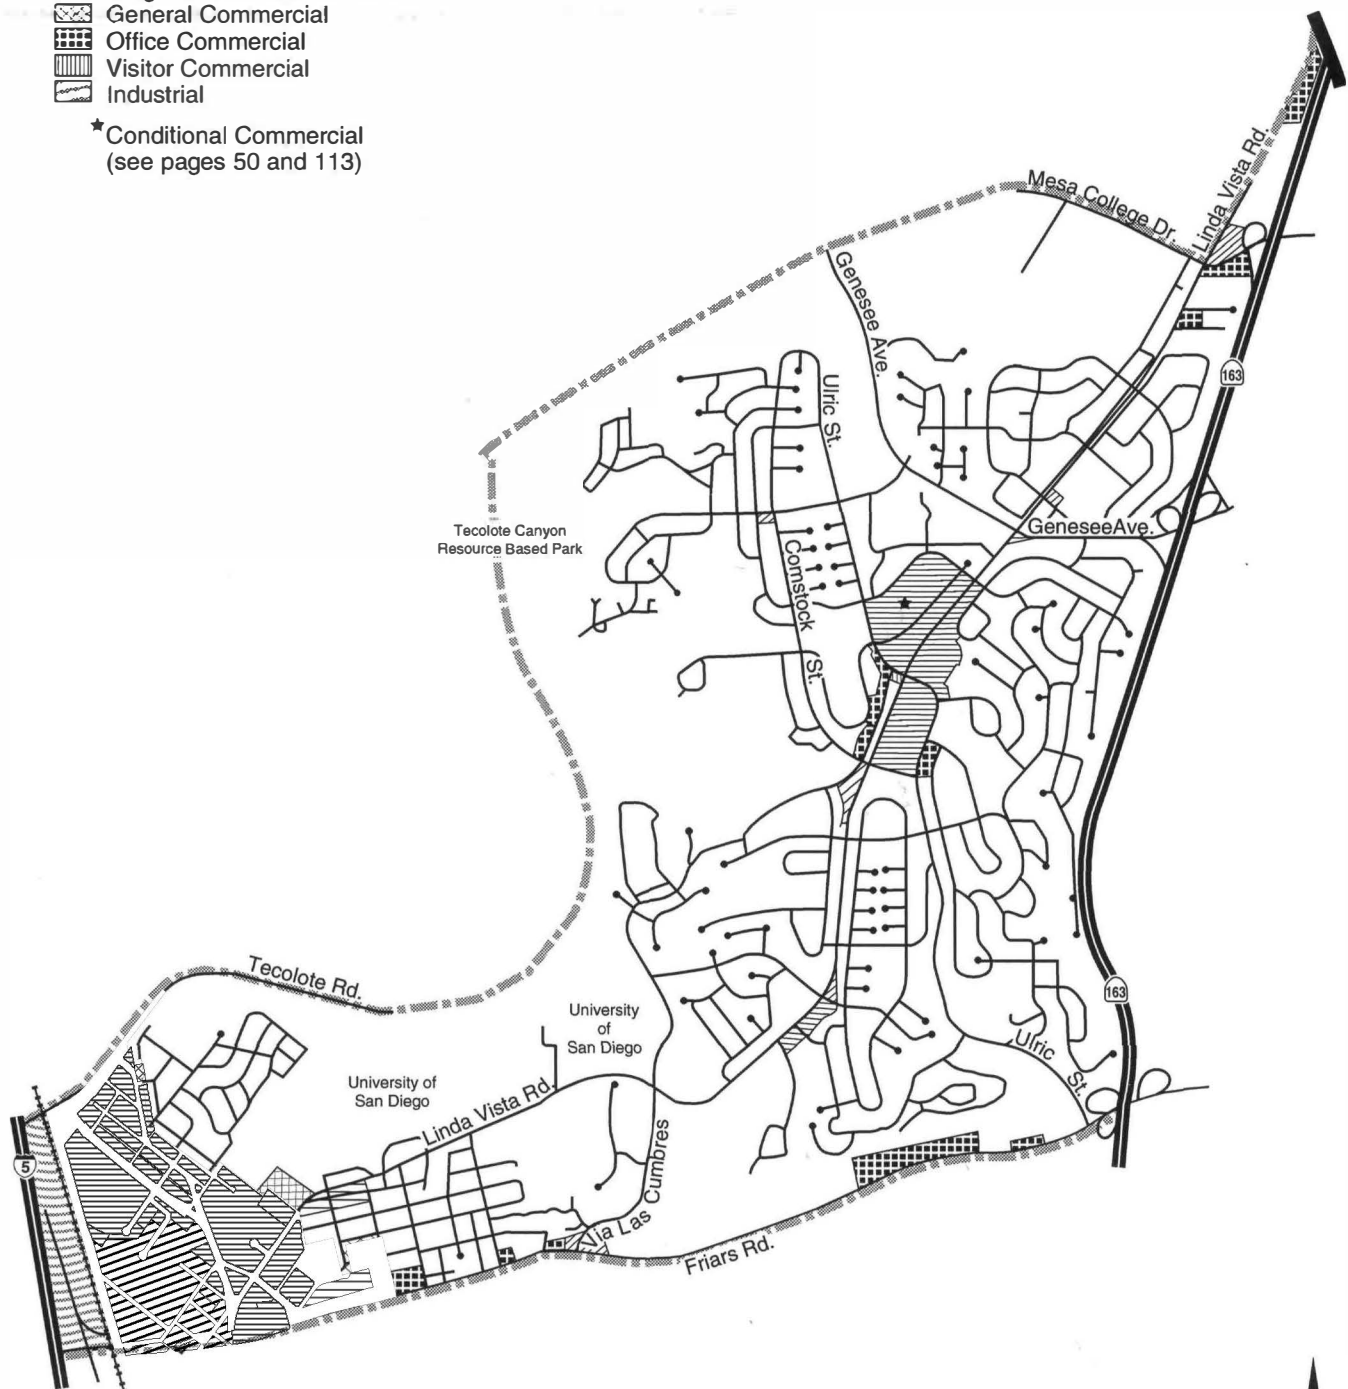 General Commercial
Office Commercial
Visitor Commercial
Industrial
★Conditional Commercial
(see pages 50 and 113)
Mesa College Dr.
Linda Vista Rd.
Genesee Ave.
163
Ulric St.
Tecolote Canyon
Resource Based Park
GeneseeAve.
Comstock
St.
Tecolote Rd.
University
of
San Diego
163
Ulric
St.
University of
San Diego
Linda Vista Rd.
Cumbres
5
Via Las
Friars Rd.